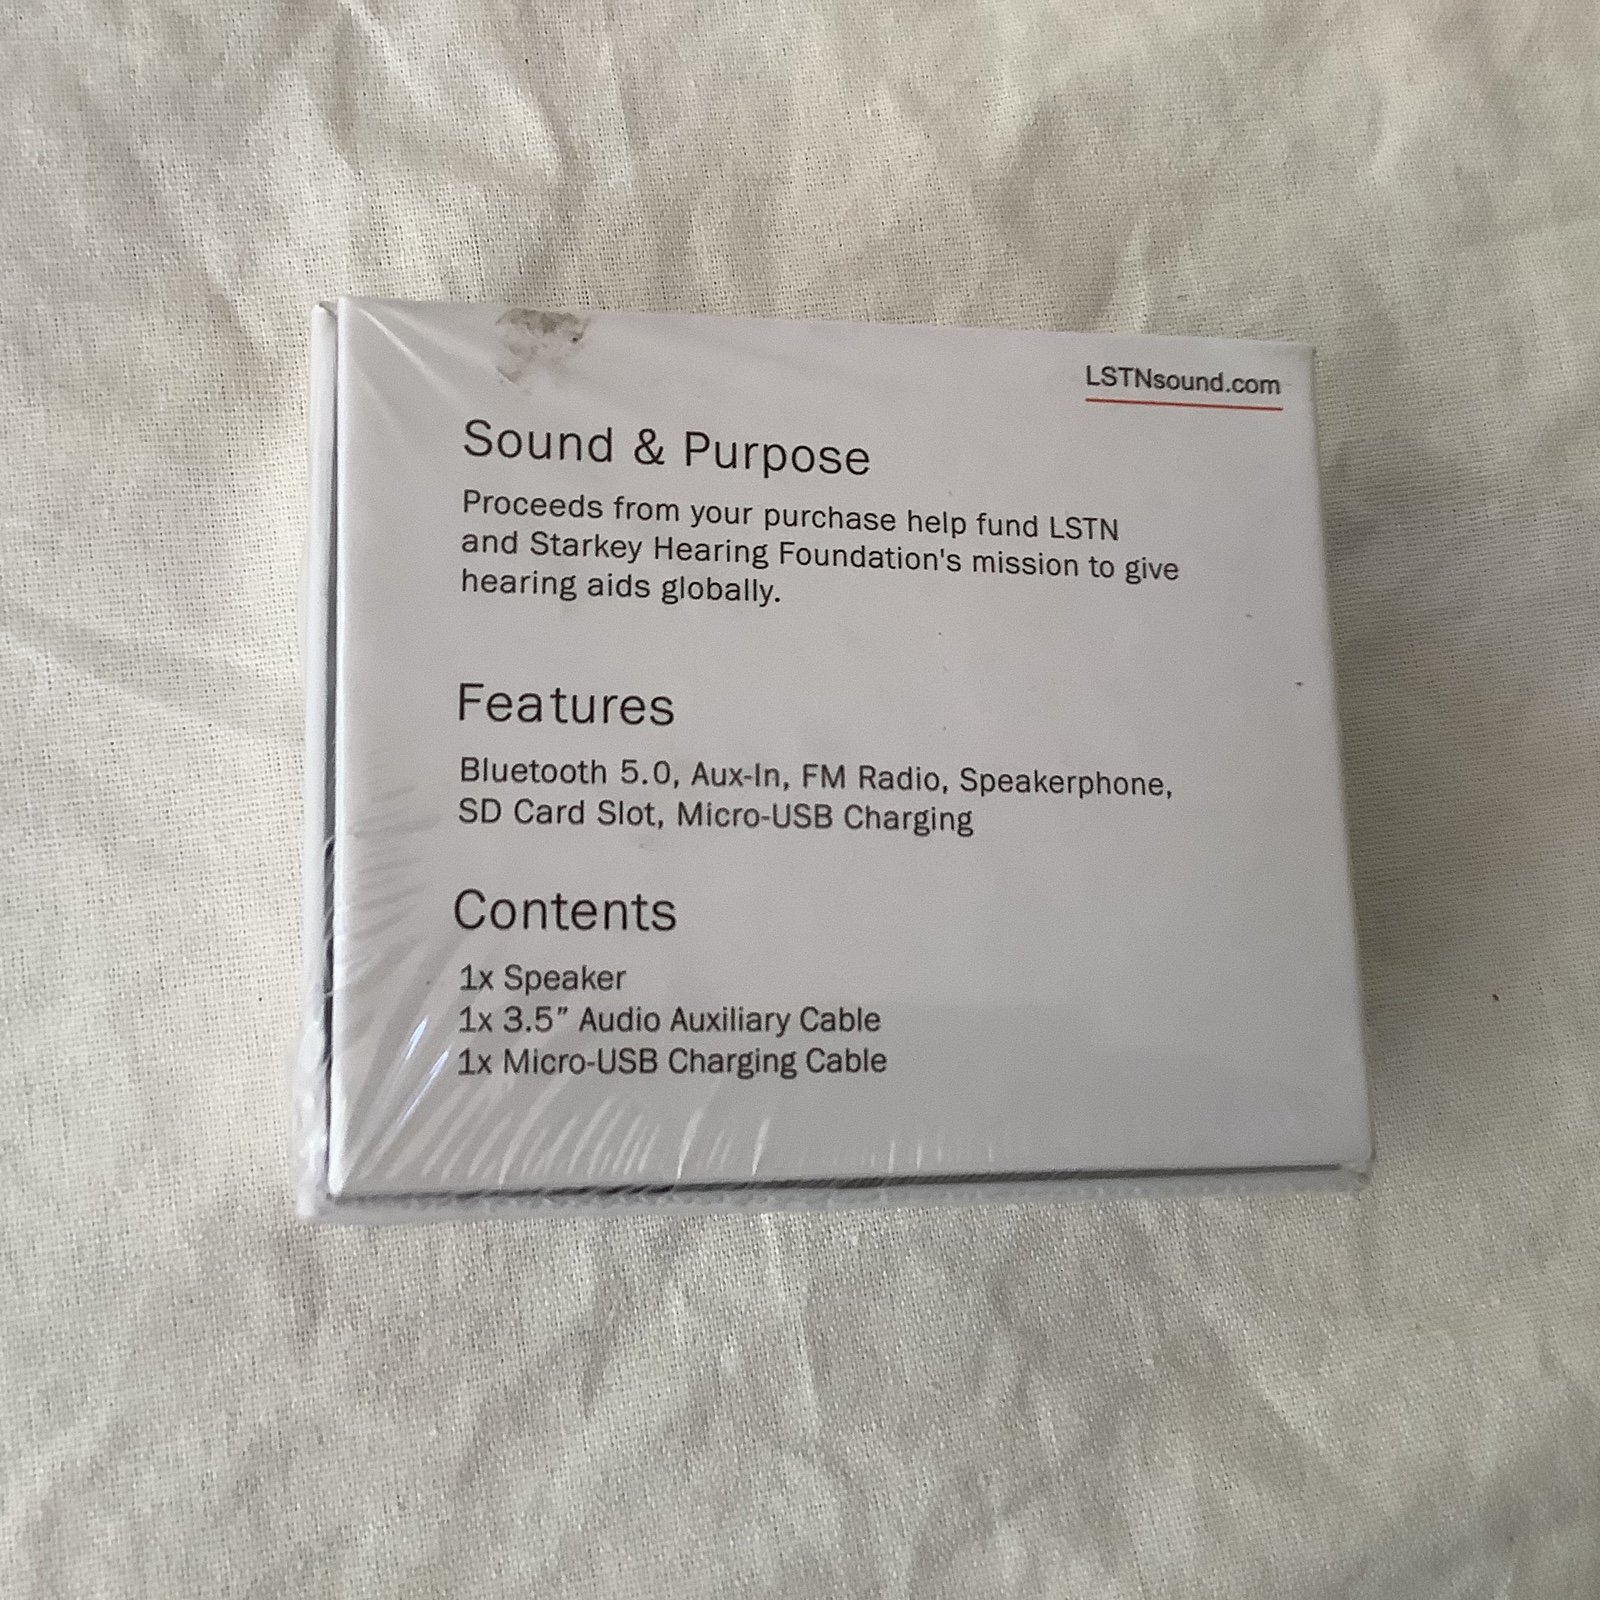 LSTNsound.com
Sound & Purpose
Proceeds from your purchase help fund LSTN
and Starkey Hearing Foundation's mission to give
hearing aids globally.
Features
Bluetooth 5.0, Aux-In, FM Radio, Speakerphone,
SD Card Slot, Micro-USB Charging
Contents
1x Speaker
1x 3.5” Audio Auxiliary Cable
1x Micro-USB Charging Cable